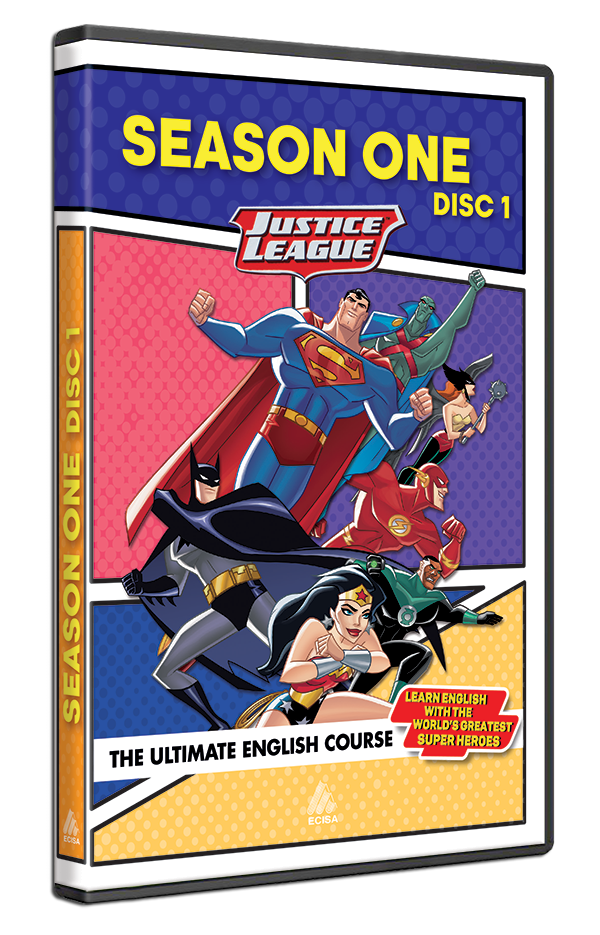 SEASON ONE
DISC 1
JUSTICE
LEAGUE
THE ULTIMATE ENGLISH COURSE
LEARN ENGLISH
WITH THE
WORLD'S GREATEST
SUPER HEROES
ECISA
SEASON ONE DISC 1
ECISA